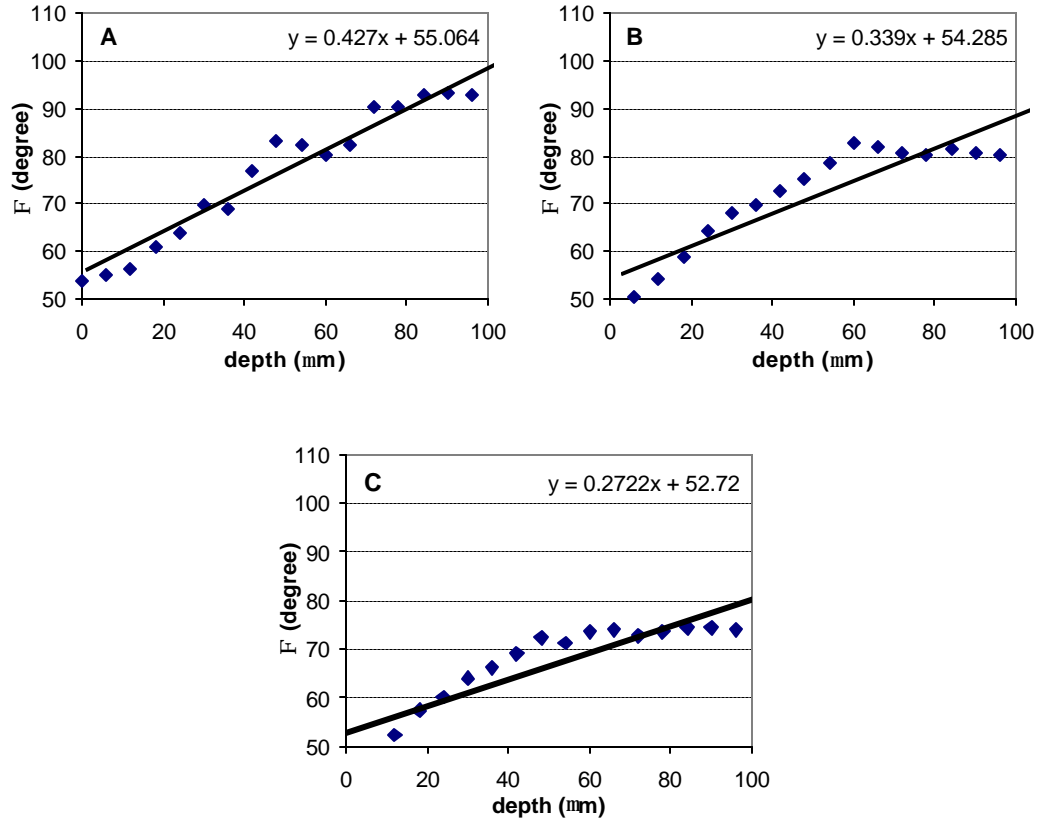 A
y = 0.427x + 55.064
110
100
90
80
70
60
50
F (degree)
0 20 40 60 80 100
depth (mm)
B
y = 0.339x + 54.285
110
100
90
80
70
60
50
F (degree)
0 20 40 60 80 100
depth (mm)
C
y = 0.2722x + 52.72
110
100
90
80
70
60
50
F (degree)
0 20 40 60 80 100
depth (mm)